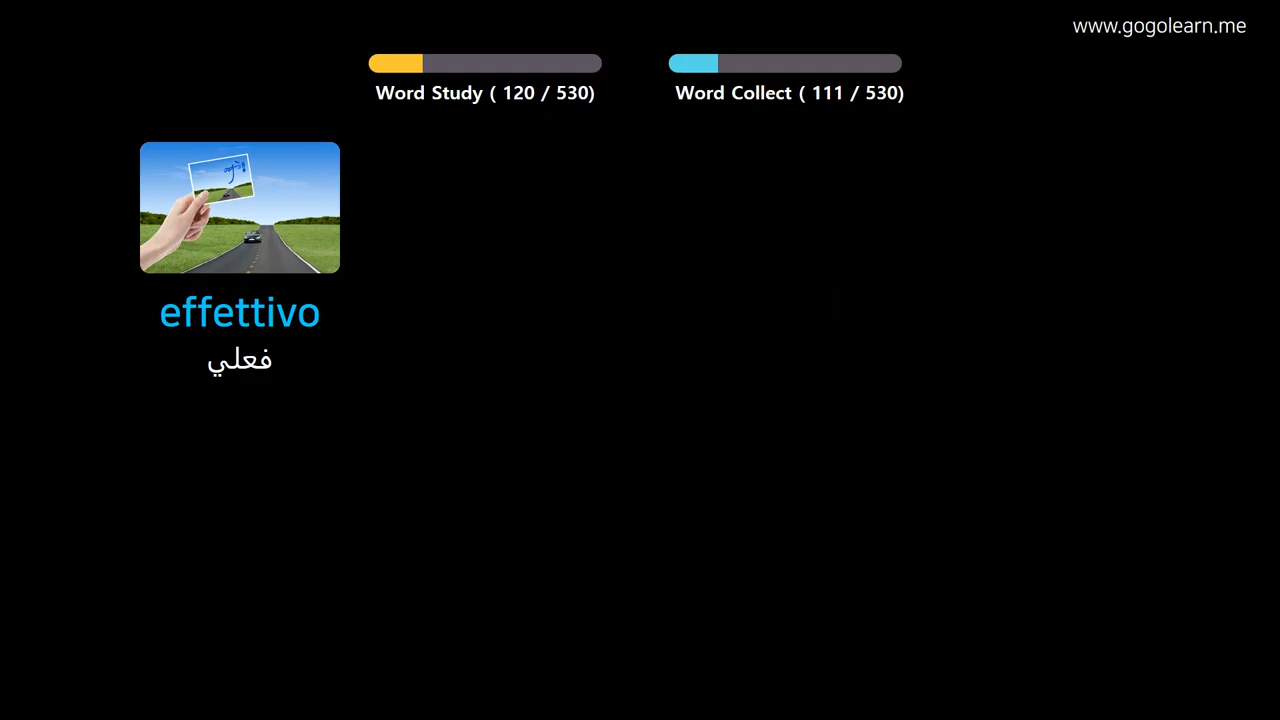 www.gogolearn.me
Word Study ( 120 / 530)
Word Collect ( 111 / 530)
effettivo
فعلي